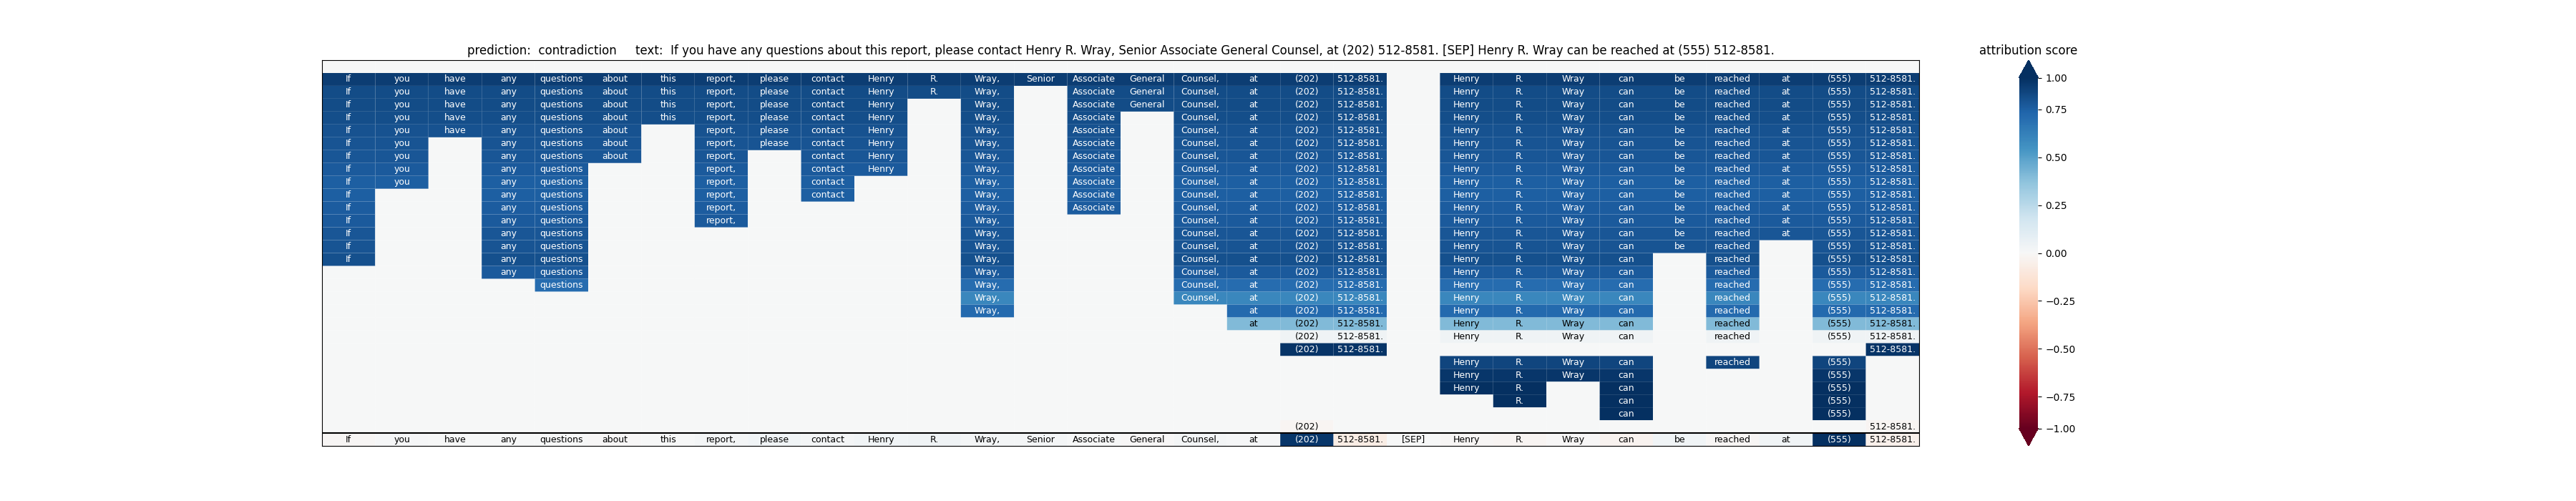 prediction: contradiction text: If you have any questions about this report, please contact Henry R. Wray, Senior Associate General Counsel, at (202) 512-8581. [SEP] Henry R. Wray can be reached at (555) 512-8581.
attribution score
If you have any questions about this report, please contact Henry R. Wray, Senior Associate General Counsel, at (202) 512-8581. Henry R. Wray can be reached at (555) 512-8581.
If you have any questions about this report, please contact Henry R. Wray, Associate General Counsel, at (202) 512-8581. Henry R. Wray can be reached at (555) 512-8581.
If you have any questions about this report, please contact Henry Wray, Associate General Counsel, at (202) 512-8581. Henry R. Wray can be reached at (555) 512-8581.
If you have any questions about this report, please contact Henry Wray, Associate Counsel, at (202) 512-8581. Henry R. Wray can be reached at (555) 512-8581.
If you have any questions about report, please contact Henry Wray, Associate Counsel, at (202) 512-8581. Henry R. Wray can be reached at (555) 512-8581.
If you any questions about report, please contact Henry Wray, Associate Counsel, at (202) 512-8581. Henry R. Wray can be reached at (555) 512-8581.
If you any questions about report, contact Henry Wray, Associate Counsel, at (202) 512-8581. Henry R. Wray can be reached at (555) 512-8581.
If you any questions report, contact Henry Wray, Associate Counsel, at (202) 512-8581. Henry R. Wray can be reached at (555) 512-8581.
If you any questions report, contact Wray, Associate Counsel, at (202) 512-8581. Henry R. Wray can be reached at (555) 512-8581.
If any questions report, contact Wray, Associate Counsel, at (202) 512-8581. Henry R. Wray can be reached at (555) 512-8581.
If any questions report, Wray, Associate Counsel, at (202) 512-8581. Henry R. Wray can be reached at (555) 512-8581.
If any questions report, Wray, Counsel, at (202) 512-8581. Henry R. Wray can be reached at (555) 512-8581.
If any questions Wray, Counsel, at (202) 512-8581. Henry R. Wray can be reached at (555) 512-8581.
If any questions Wray, Counsel, at (202) 512-8581. Henry R. Wray can be reached (555) 512-8581.
If any questions Wray, Counsel, at (202) 512-8581. Henry R. Wray can reached (555) 512-8581.
any questions Wray, Counsel, at (202) 512-8581. Henry R. Wray can reached (555) 512-8581.
questions Wray, Counsel, at (202) 512-8581. Henry R. Wray can reached (555) 512-8581.
Wray, Counsel, at (202) 512-8581. Henry R. Wray can reached (555) 512-8581.
Wray, at (202) 512-8581. Henry R. Wray can reached (555) 512-8581.
at (202) 512-8581. Henry R. Wray can reached (555) 512-8581.
(202) 512-8581. Henry R. Wray can reached (555) 512-8581.
(202) 512-8581. 512-8581.
Henry R. Wray can reached (555)
Henry R. Wray can (555)
Henry R. can (555)
R. can (555)
can (555)
(202) 512-8581.
If you have any questions about this report, please contact Henry R. Wray, Senior Associate General Counsel, at (202) 512-8581. [SEP] Henry R. Wray can be reached at (555) 512-8581.
1.00
0.75
0.50
0.25
0.00
−0.25
−0.50
−0.75
−1.00